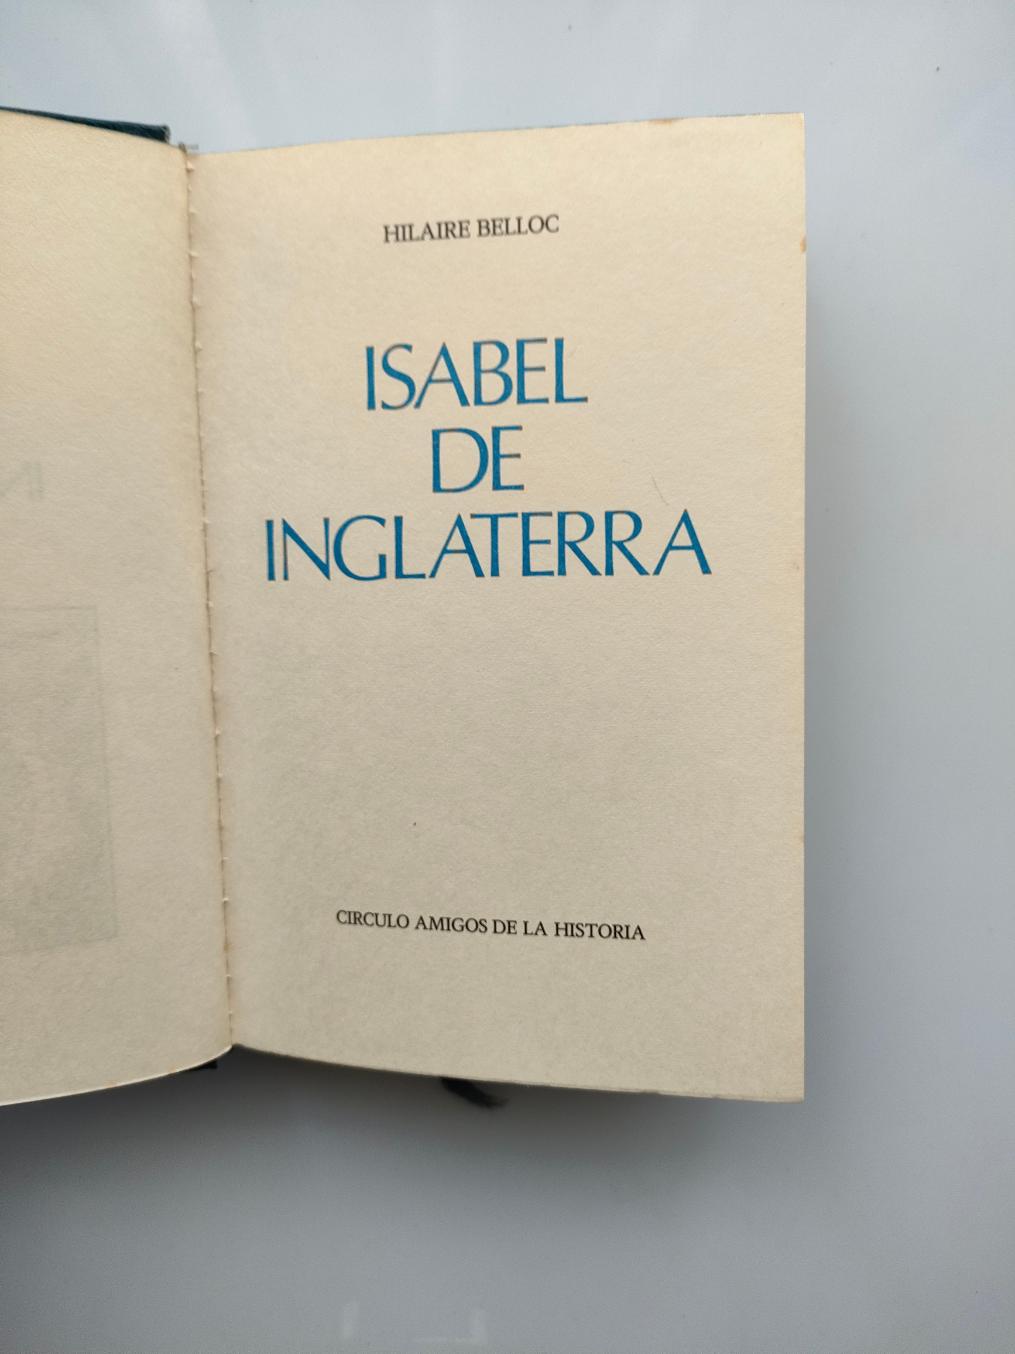 HILAIRE BELLOC
ISABEL
DE
INGLATERRA
CIRCULO AMIGOS DE LA HISTORIA